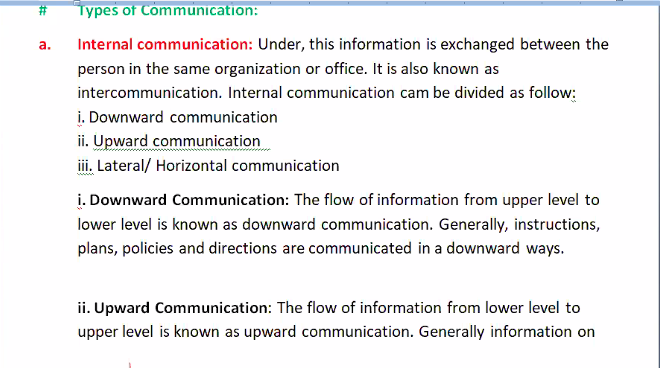 # Types of Communication:
a. Internal communication: Under, this information is exchanged between the
person in the same organization or office. It is also known as
intercommunication. Internal communication cam be divided as follow:
i. Downward communication
ii. Upward communication
iii. Lateral/ Horizontal communication
i. Downward Communication: The flow of information from upper level to
lower level is known as downward communication. Generally, instructions,
plans, policies and directions are communicated in a downward ways.
ii. Upward Communication: The flow of information from lower level to
upper level is known as upward communication. Generally information on